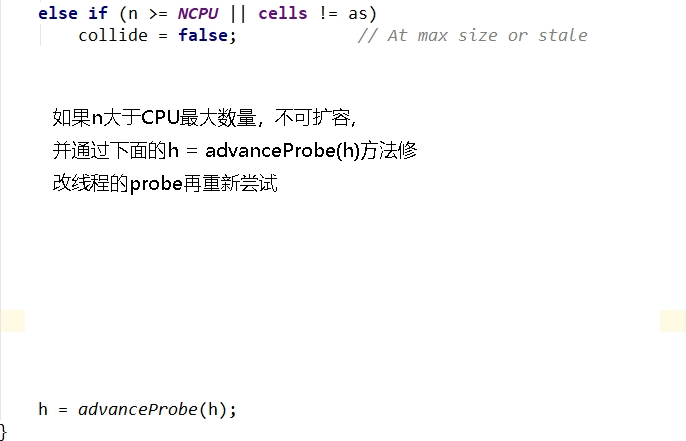 else if (n >= NCPU || cells != as)
collide = false; // At max size or stale
如果n大于CPU最大数量，不可扩容,
并通过下面的h = advanceProbe(h)方法修
改线程的probe再重新尝试
h = advanceProbe(h);
}